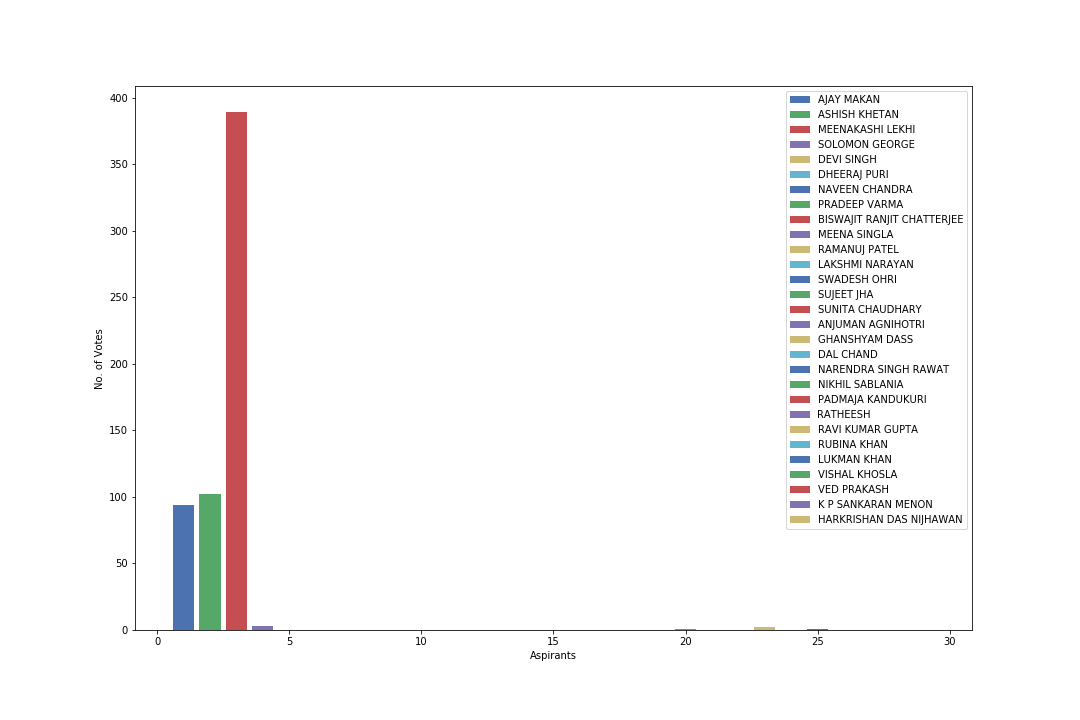 400
350
300
250
200
150
100
50
0
No. of Votes
0 5 10 15 20 25 30
Aspirants
AJAY MAKAN
ASHISH KHETAN
MEENAKASHI LEKHI
SOLOMON GEORGE
DEVI SINGH
DHEERAJ PURI
NAVEEN CHANDRA
PRADEEP VARMA
BISWAJIT RANJIT CHATTERJEE
MEENA SINGLA
RAMANUJ PATEL
LAKSHMI NARAYAN
SWADESH OHRI
SUJEET JHA
SUNITA CHAUDHARY
ANJUMAN AGNIHOTRI
GHANSHYAM DASS
DAL CHAND
NARENDRA SINGH RAWAT
NIKHIL SABLANIA
PADMAJA KANDUKURI
RATHEESH
RAVI KUMAR GUPTA
RUBINA KHAN
LUKMAN KHAN
VISHAL KHOSLA
VED PRAKASH
K P SANKARAN MENON
HARKRISHAN DAS NIJHAWAN